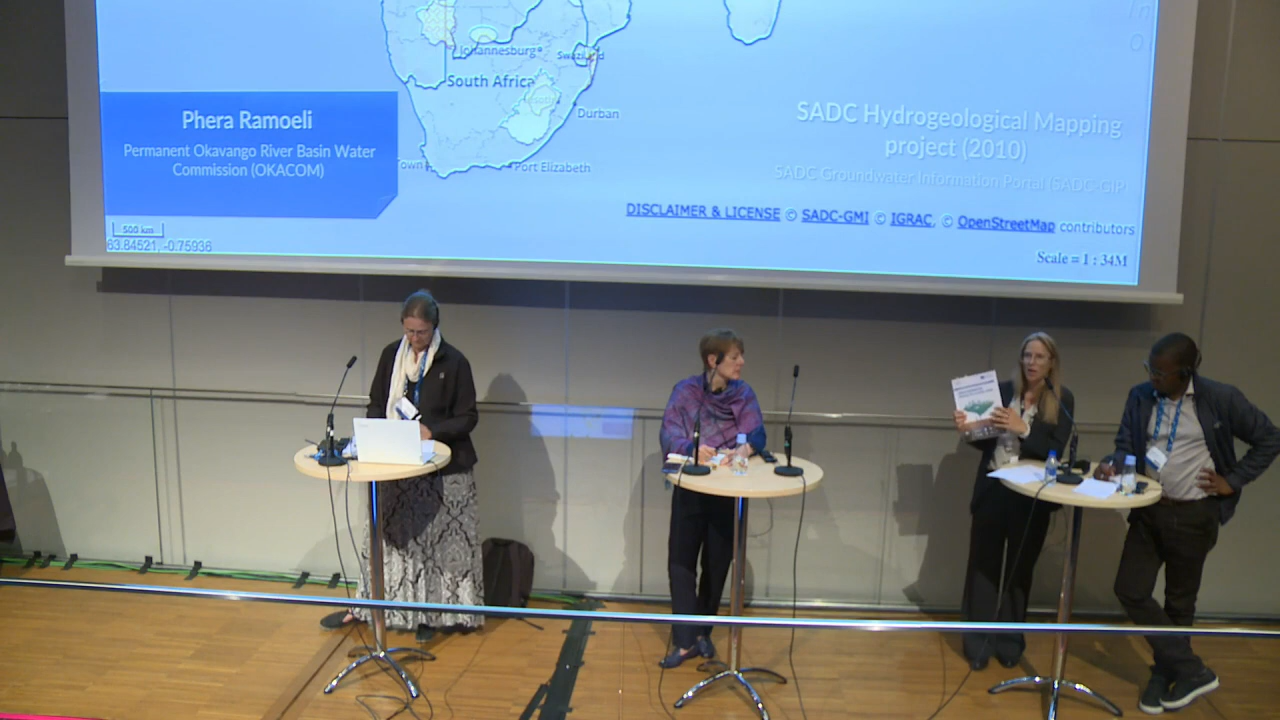 Johannesburg
Swaziland
South Africa
Durban
Town
Port Elizabeth
Phera Ramoeli
Permanent Okavango River Basin Water
Commission (OKACOM)
SADC Hydrogeological Mapping
project (2010)
SADC Groundwater Information Portal (SADC-GIP
DISCLAIMER & LICENSE © SADC-GMI © IGRAC, © OpenStreetMap contributors
500 km
63.84521, -0.75936
Scale = 1 : 34M